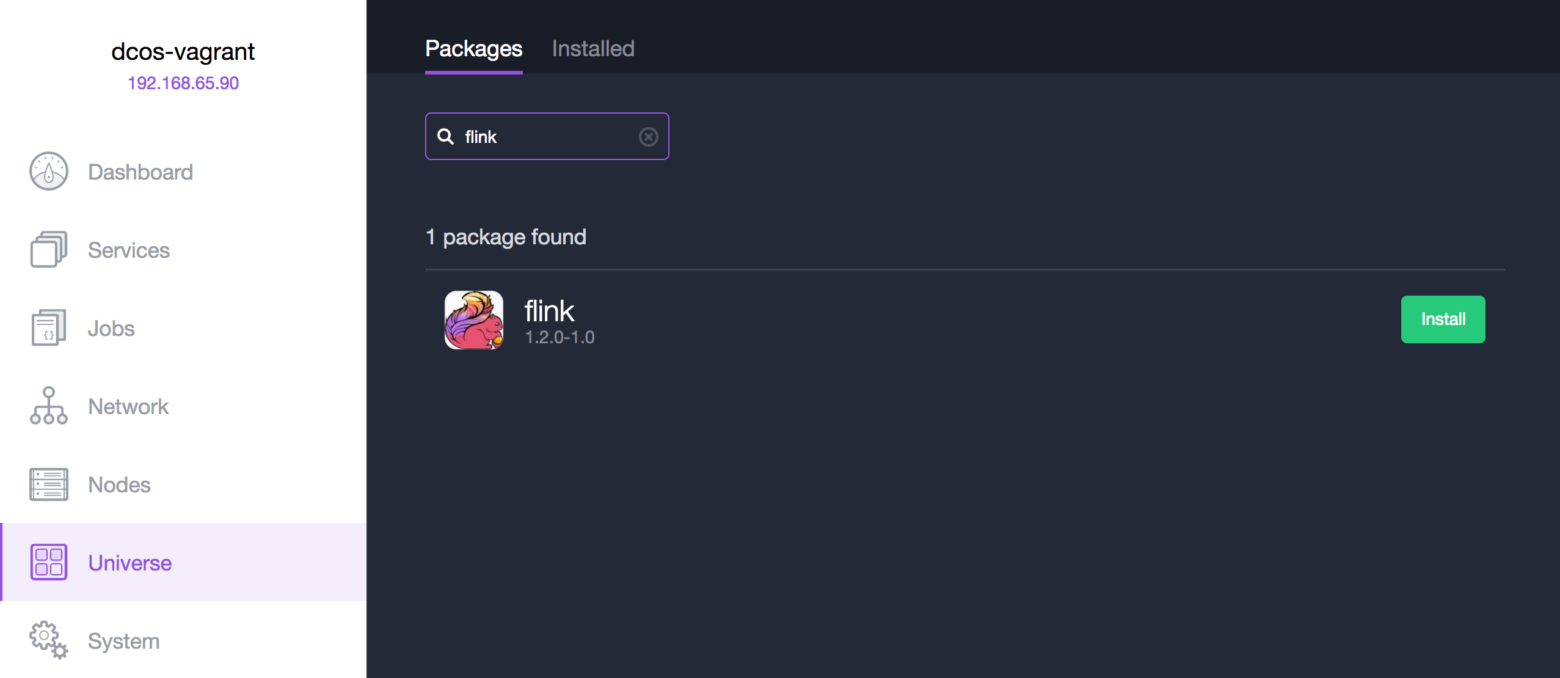 dcos-vagrant
192.168.65.90
Dashboard
Services
Jobs
Network
Nodes
Universe
System
Packages Installed
flink
1 package found
flink
1.2.0-1.0
Install